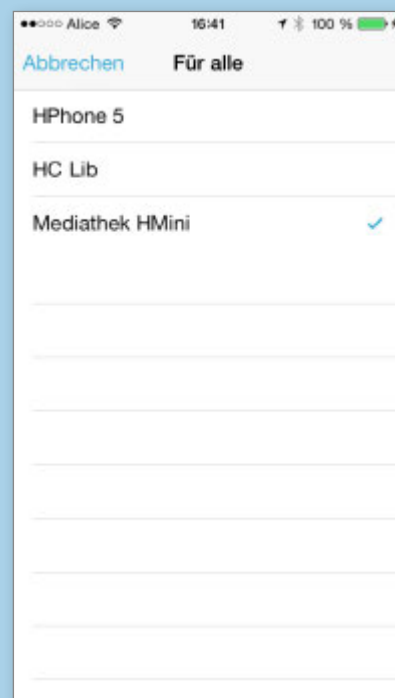 Alice 16:41 100 %
Abbrechen Für alle
HPhone 5
HC Lib
Mediathek HMini